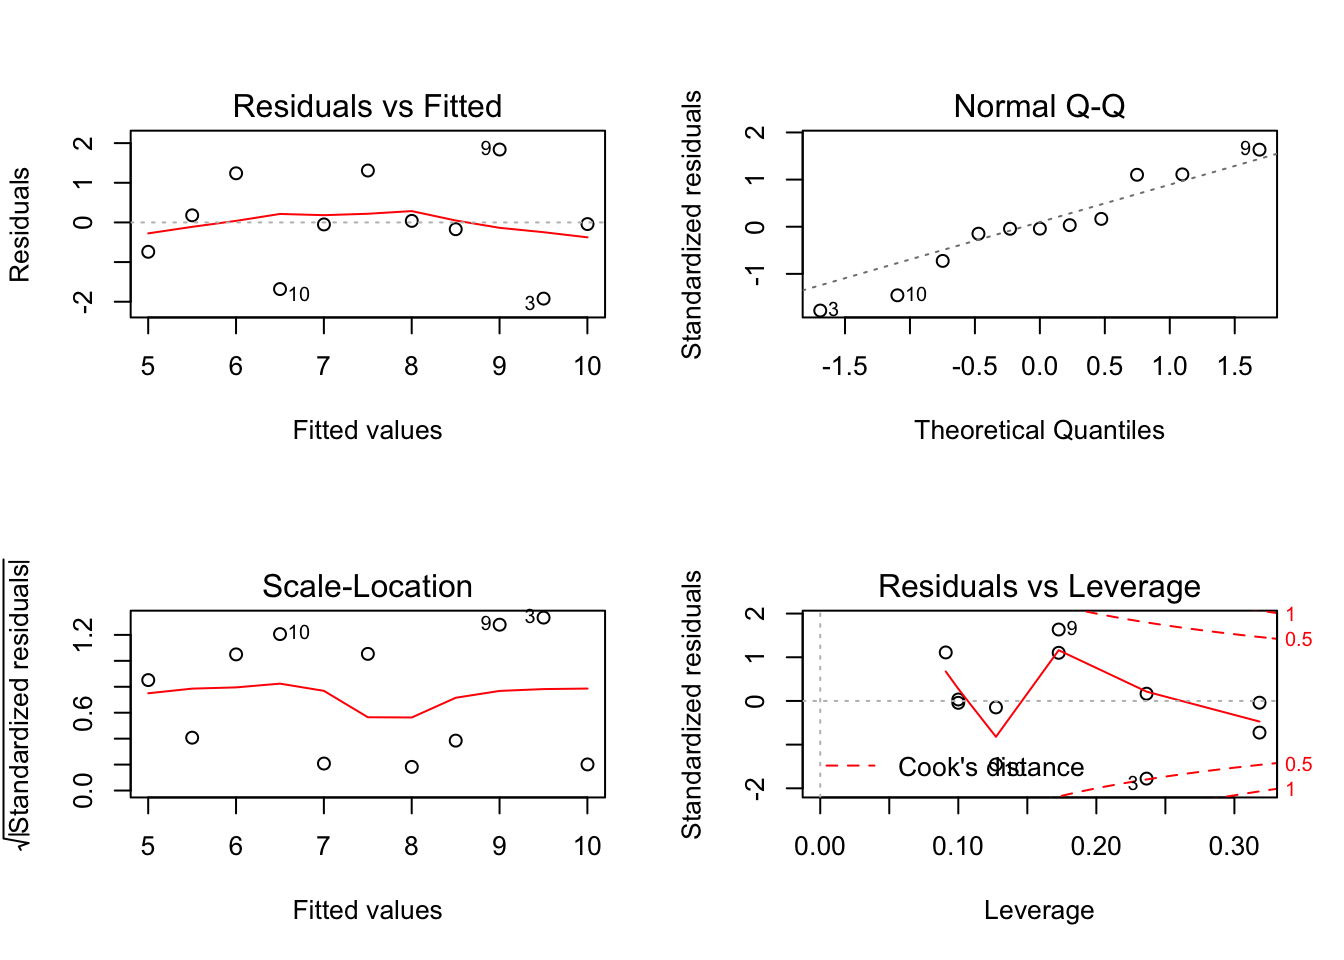 Residuals vs Fitted
Residuals
2
1
0
-2
9
10
3
5 6 7 8 9 10
Fitted values
Normal Q-Q
Standardized residuals
2
1
0
-1
9
10
3
-1.5 -0.5 0.0 0.5 1.0 1.5
Theoretical Quantiles
Scale-Location
√|Standardized residuals|
1.2
0.6
0.0
10
9
3
5 6 7 8 9 10
Fitted values
Residuals vs Leverage
Standardized residuals
2
1
0
-2
1
0.5
9
Cook's distance
10
3
0.5
1
0.00 0.10 0.20 0.30
Leverage